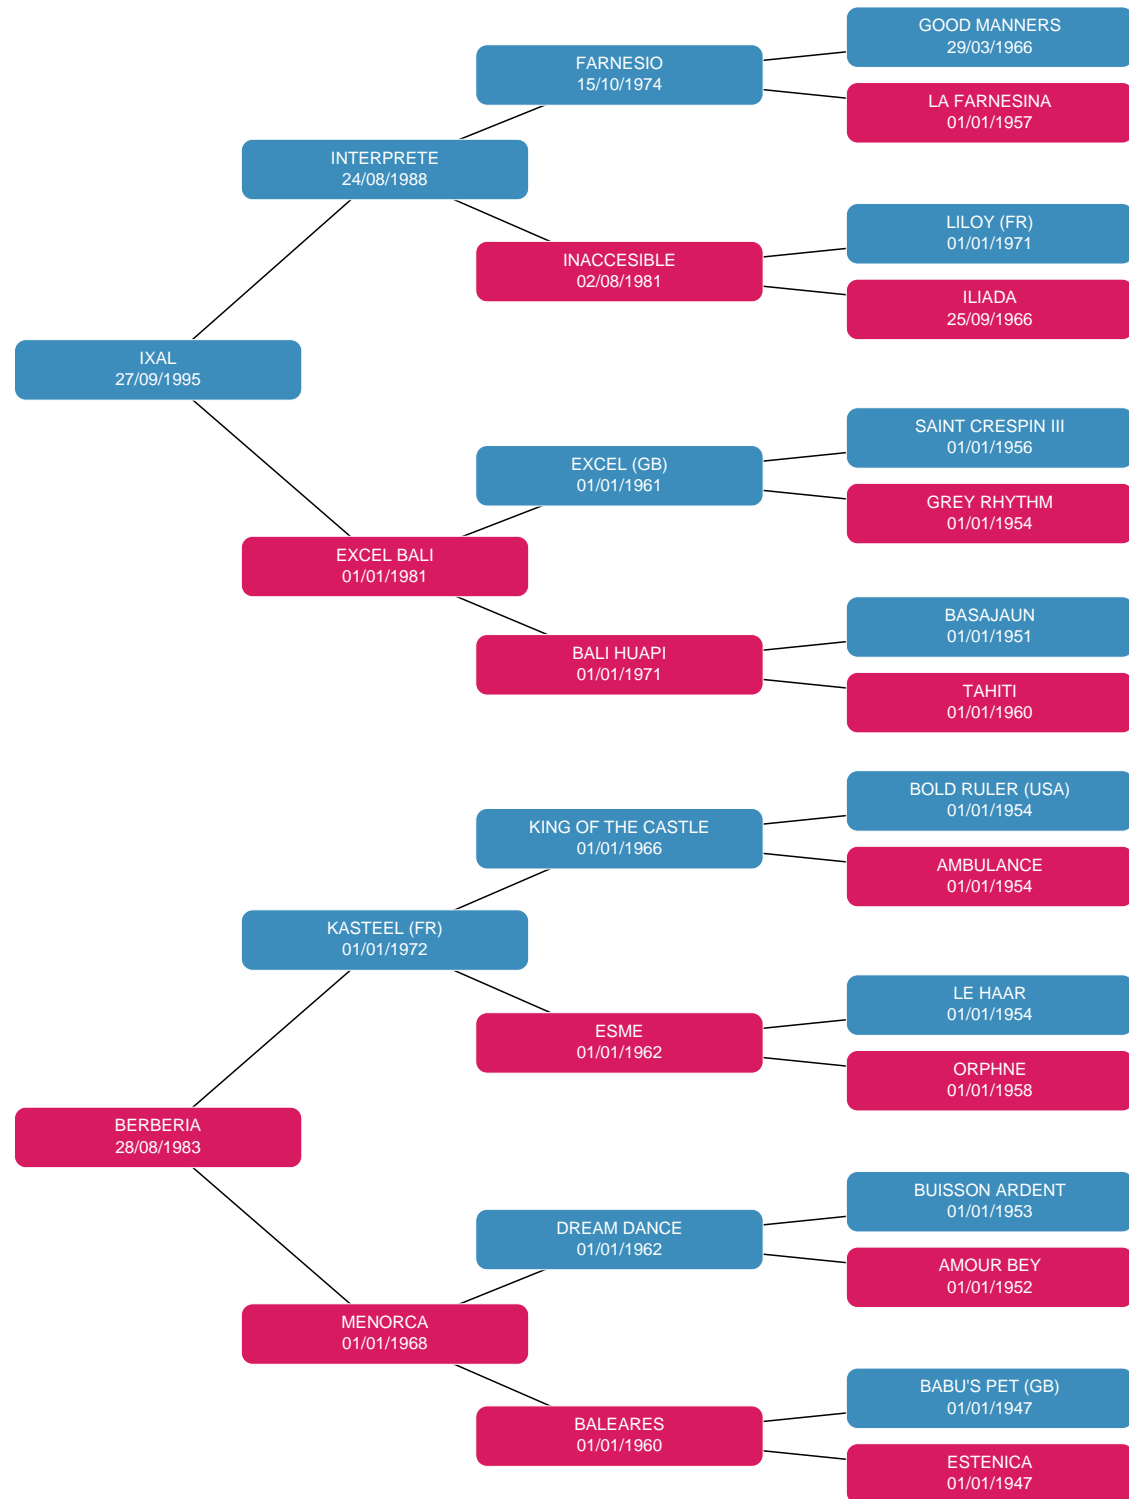 GOOD MANNERS
29/03/1966
FARNESIO
15/10/1974
LA FARNESINA
01/01/1957
INTERPRETE
24/08/1988
LILOY (FR)
01/01/1971
INACCESIBLE
02/08/1981
ILIADA
25/09/1966
IXAL
27/09/1995
SAINT CRESPIN III
01/01/1956
EXCEL (GB)
01/01/1961
GREY RHYTHM
01/01/1954
EXCEL BALI
01/01/1981
BASAJAUN
01/01/1951
BALI HUAPI
01/01/1971
TAHITI
01/01/1960
BOLD RULER (USA)
01/01/1954
KING OF THE CASTLE
01/01/1966
AMBULANCE
01/01/1954
KASTEEL (FR)
01/01/1972
LE HAAR
01/01/1954
ESME
01/01/1962
ORPHNE
01/01/1958
BERBERIA
28/08/1983
BUISSON ARDENT
01/01/1953
DREAM DANCE
01/01/1962
AMOUR BEY
01/01/1952
MENORCA
01/01/1968
BABU'S PET (GB)
01/01/1947
BALEARES
01/01/1960
ESTENICA
01/01/1947